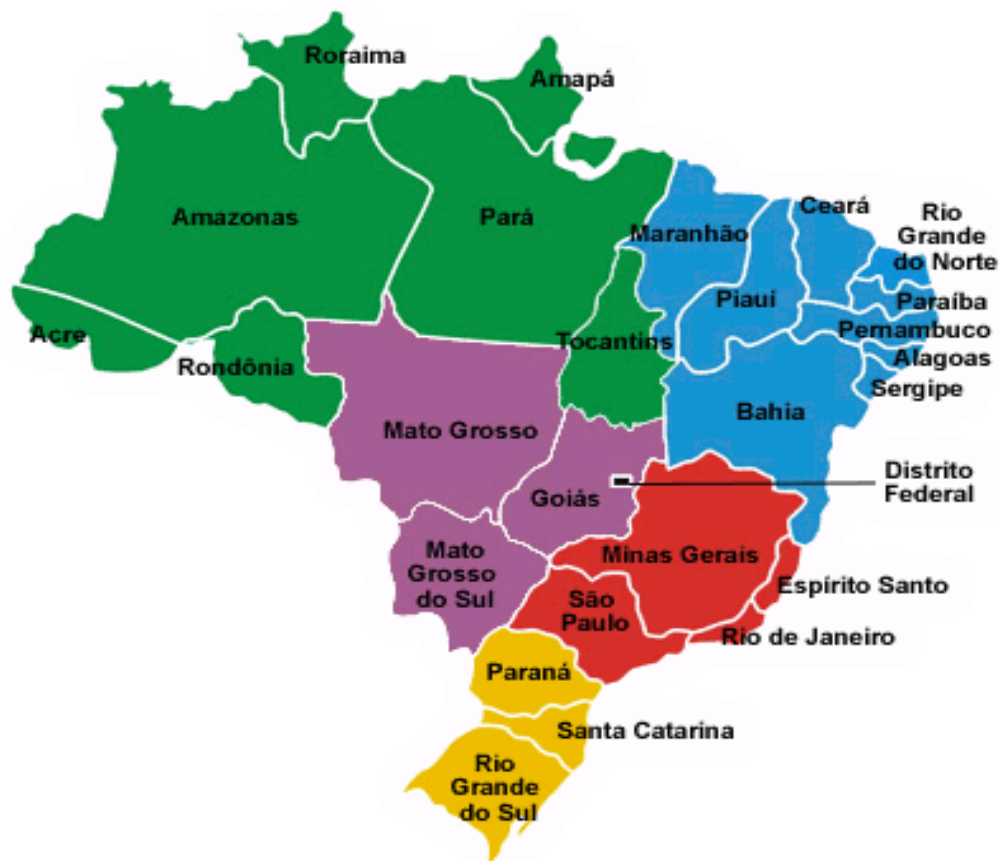 Roraima
Amapá
Amazonas
Pará
Maranhão
Ceará
Rio
Grande
do Norte
Piauí
Paraíba
Pernambuco
Acre
Rondônia
Tocantins
Alagoas
Sergipe
Bahia
Mato Grosso
Goiás
Distrito
Federal
Mato
Grosso
do Sul
Minas Gerais
Espírito Santo
São
Paulo
Rio de Janeiro
Paraná
Santa Catarina
Rio
Grande
do Sul